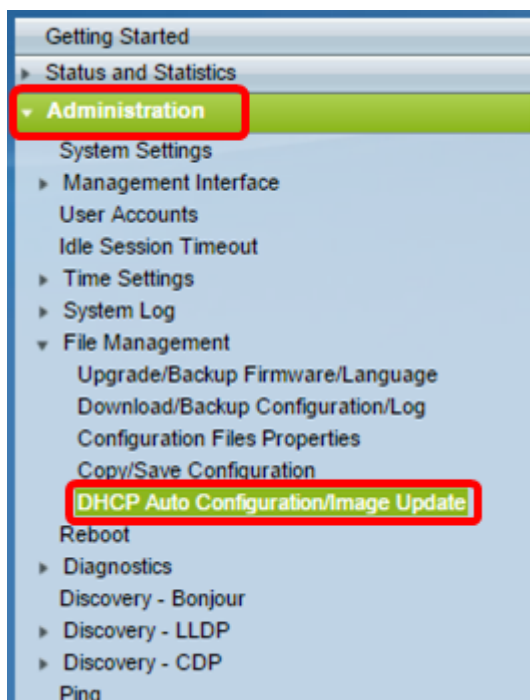 Getting Started
Status and Statistics
Administration
System Settings
Management Interface
User Accounts
Idle Session Timeout
Time Settings
System Log
File Management
Upgrade/Backup Firmware/Language
Download/Backup Configuration/Log
Configuration Files Properties
Copy/Save Configuration
DHCP Auto Configuration/Image Update
Reboot
Diagnostics
Discovery - Bonjour
Discovery - LLDP
Discovery - CDP
Ping